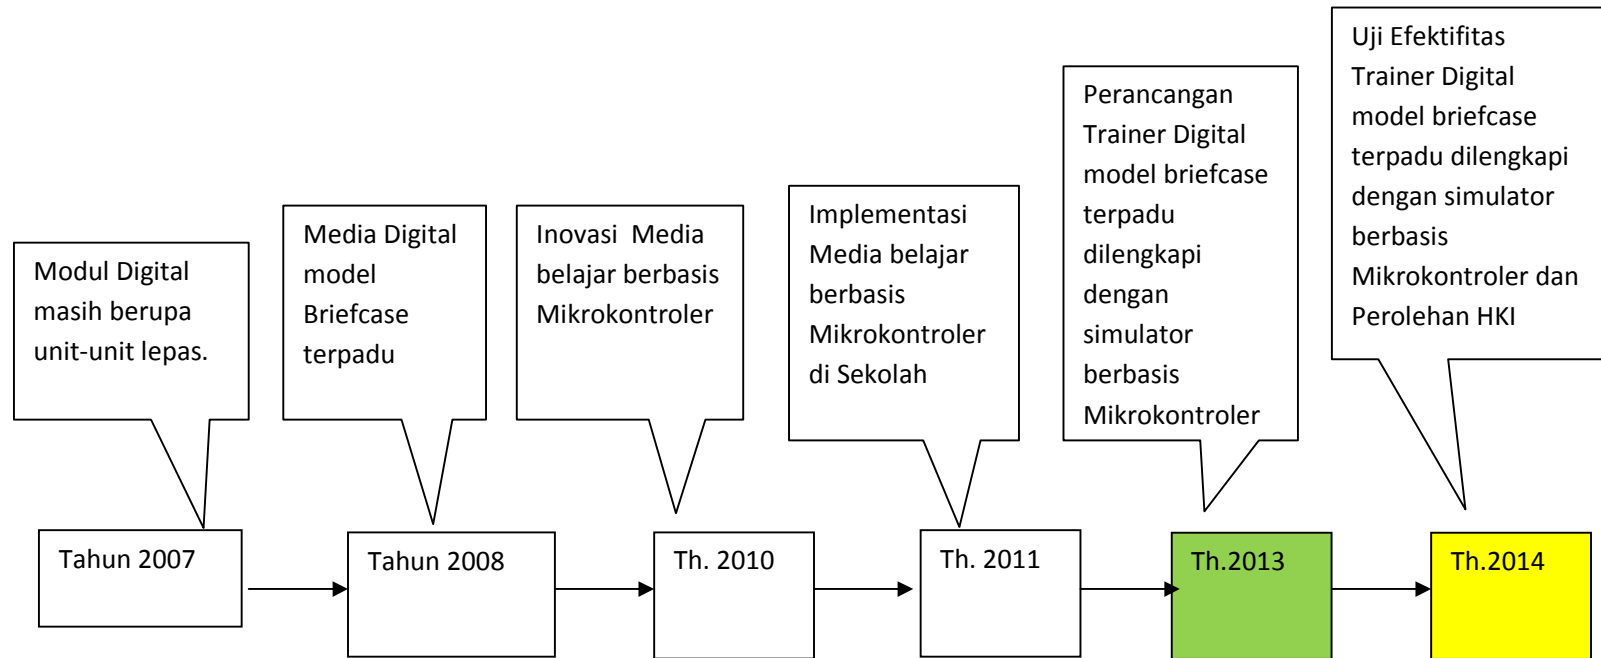 Modul Digital
masih berupa
unit-unit lepas.
Media Digital
model
Briefcase
terpadu
Inovasi Media
belajar berbasis
Mikrokontroler
Implementasi
Media belajar
berbasis
Mikrokontroler
di Sekolah
Perancangan
Trainer Digital
model briefcase
terpadu
dilengkapi
dengan
simulator
berbasis
Mikrokontroler
Uji Efektifitas
Trainer Digital
model briefcase
terpadu dilengkapi
dengan simulator
berbasis
Mikrokontroler dan
Perolehan HKI
Tahun 2007
Tahun 2008
Th. 2010
Th. 2011
Th.2013
Th.2014